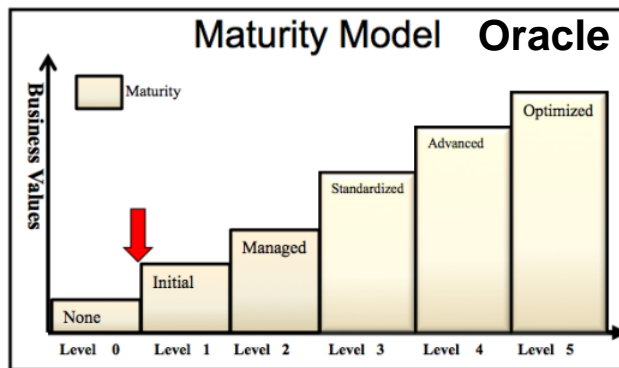 Maturity Model Oracle
Maturity
Business Values
Optimized
Advanced
Standardized
Managed
Initial
None
Level 0 Level 1 Level 2 Level 3 Level 4 Level 5